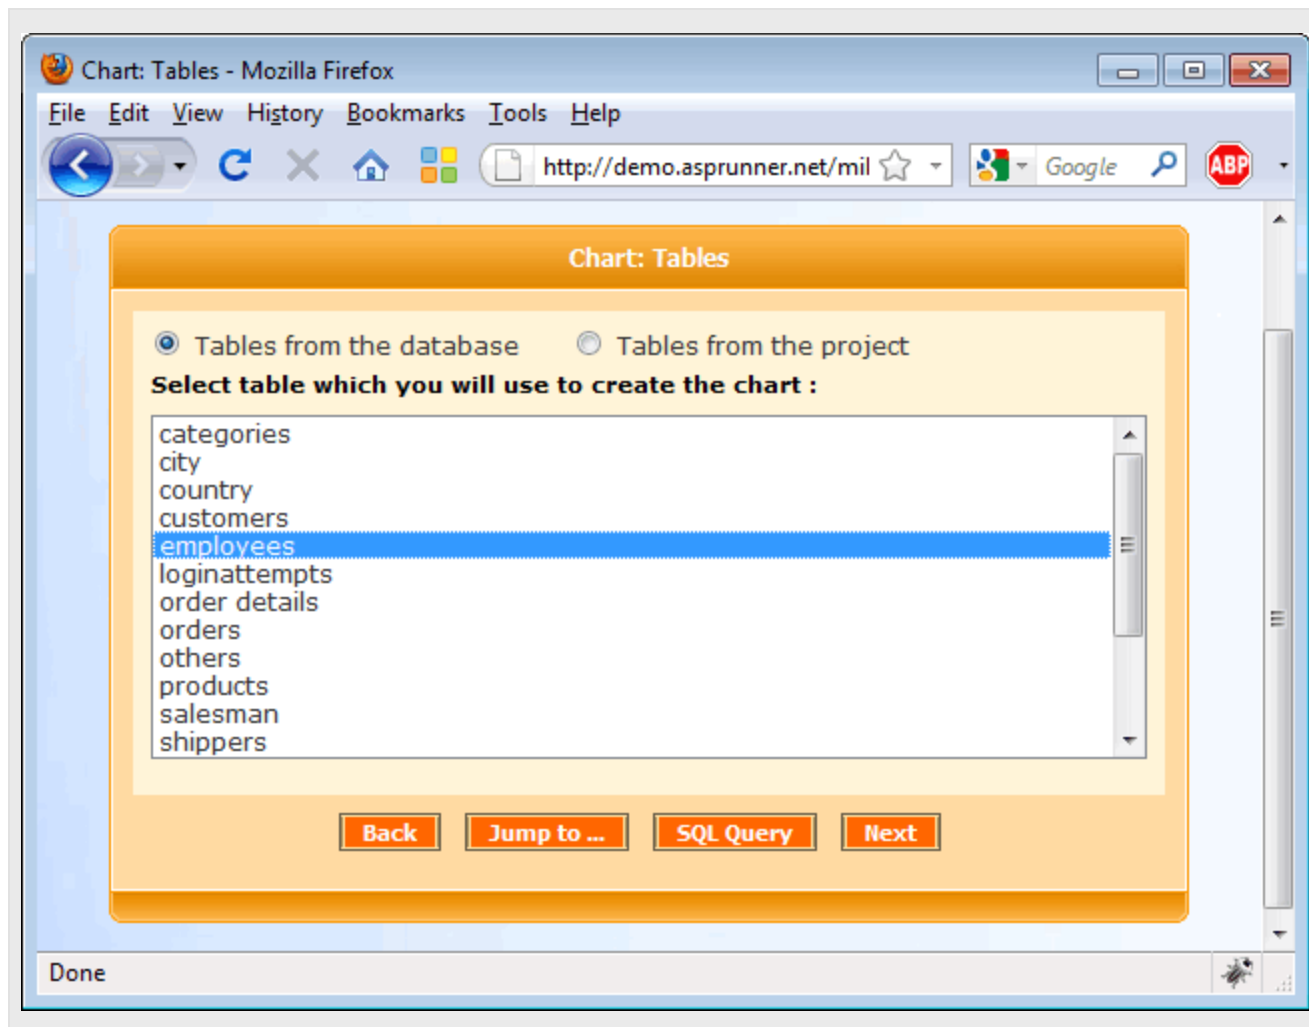 Chart: Tables - Mozilla Firefox
File Edit View History Bookmarks Tools Help
http://demo.asprunner.net/mil Google ABP
Chart: Tables
Tables from the database Tables from the project
Select table which you will use to create the chart :
categories
city
country
customers
employees
loginattempts
order details
orders
others
products
salesman
shippers
Back Jump to ... SQL Query Next
Done